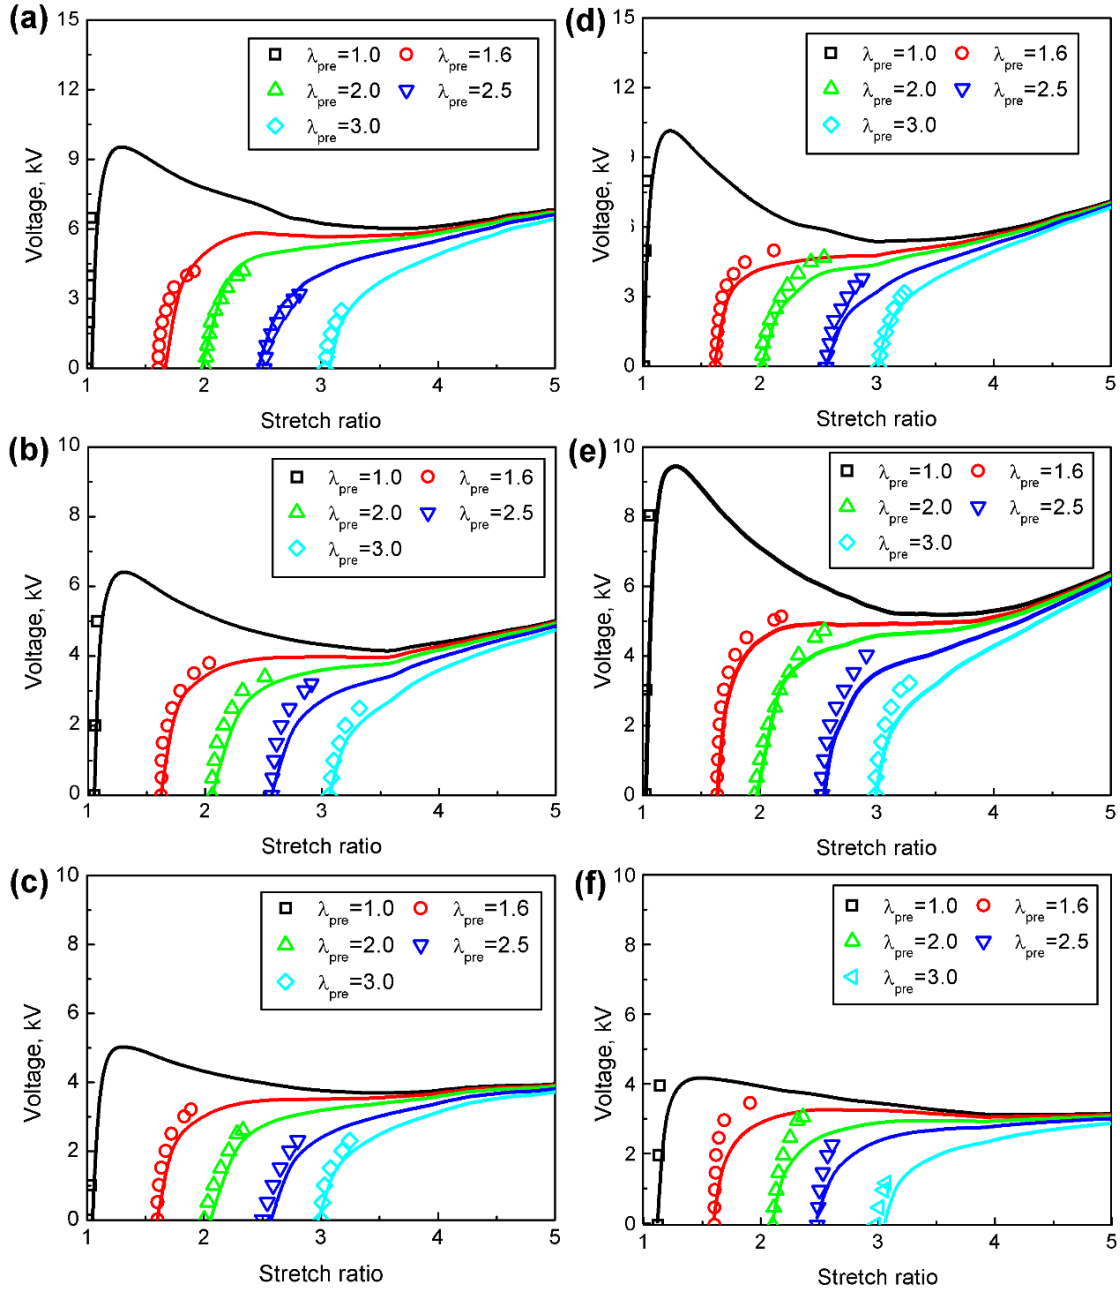 (a)
15
12
9
6
3
0
Voltage, kV
λpre=1.0
λpre=1.6
λpre=2.0
λpre=2.5
λpre=3.0
1 2 3 4 5
Stretch ratio
(d)
15
12
9
6
3
0
Voltage, kV
λpre=1.0
λpre=1.6
λpre=2.0
λpre=2.5
λpre=3.0
1 2 3 4 5
Stretch ratio
(b)
10
8
6
4
2
0
Voltage, kV
λpre=1.0
λpre=1.6
λpre=2.0
λpre=2.5
λpre=3.0
1 2 3 4 5
Stretch ratio
(e)
10
8
6
4
2
0
Voltage, kV
λpre=1.0
λpre=1.6
λpre=2.0
λpre=2.5
λpre=3.0
1 2 3 4 5
Stretch ratio
(c)
10
8
6
4
2
0
Voltage, kV
λpre=1.0
λpre=1.6
λpre=2.0
λpre=2.5
λpre=3.0
1 2 3 4 5
Stretch ratio
(f)
10
8
6
4
2
0
Voltage, kV
λpre=1.0
λpre=1.6
λpre=2.0
λpre=2.5
λpre=3.0
1 2 3 4 5
Stretch ratio